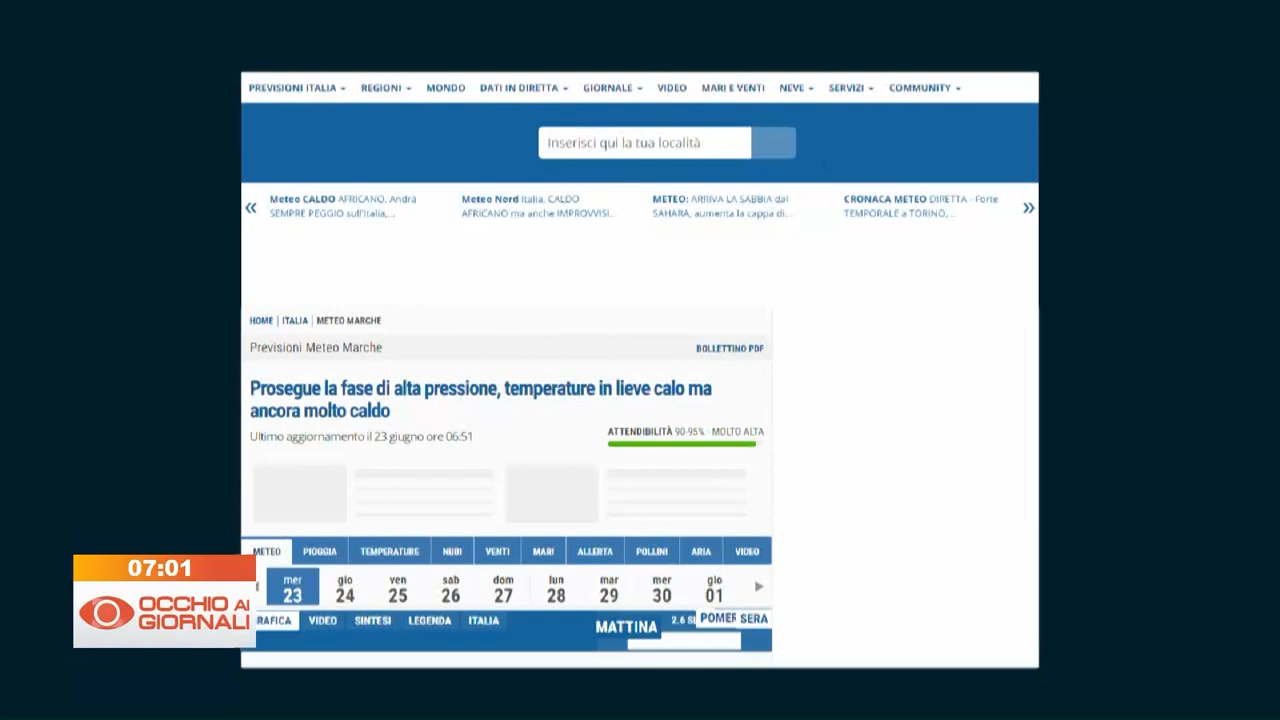 PREVISIONI ITALIA REGIONI MONDO DATI IN DIRETTA GIORNALE VIDEO MARI E VENTI NEVE SERVIZI COMMUNITY
Inserisci qui la tua località
« Meteo CALDO AFRICANO. Andrà
SEMPRE PEGGIO sull'Italia,...
Meteo Nord Italia. CALDO
AFRICANO ma anche IMPROVVISI...
METEO: ARRIVA LA SABBIA dal
SAHARA, aumenta la cappa di...
CRONACA METEO DIRETTA - Forte
TEMPORALE a TORINO,... »
HOME | ITALIA | METEO MARCHE
Previsioni Meteo Marche BOLLETTINO PDF
Prosegue la fase di alta pressione, temperature in lieve calo ma
ancora molto caldo
Ultimo aggiornamento il 23 giugno ore 06:51
ATTENDIBILITÀ 90-95% - MOLTO ALTA
METEO PIOGGIA TEMPERATURE NUBI VENTI MARI ALLERTA POLLINI ARIA VIDEO
mer gio ven sab dom lun mar mer gio
23 24 25 26 27 28 29 30 01
RAFICA VIDEO SINTESI LEGENDA ITALIA
MATTINA 2.6 POMER SERA
07:01
OCCHIO AI
GIORNALI